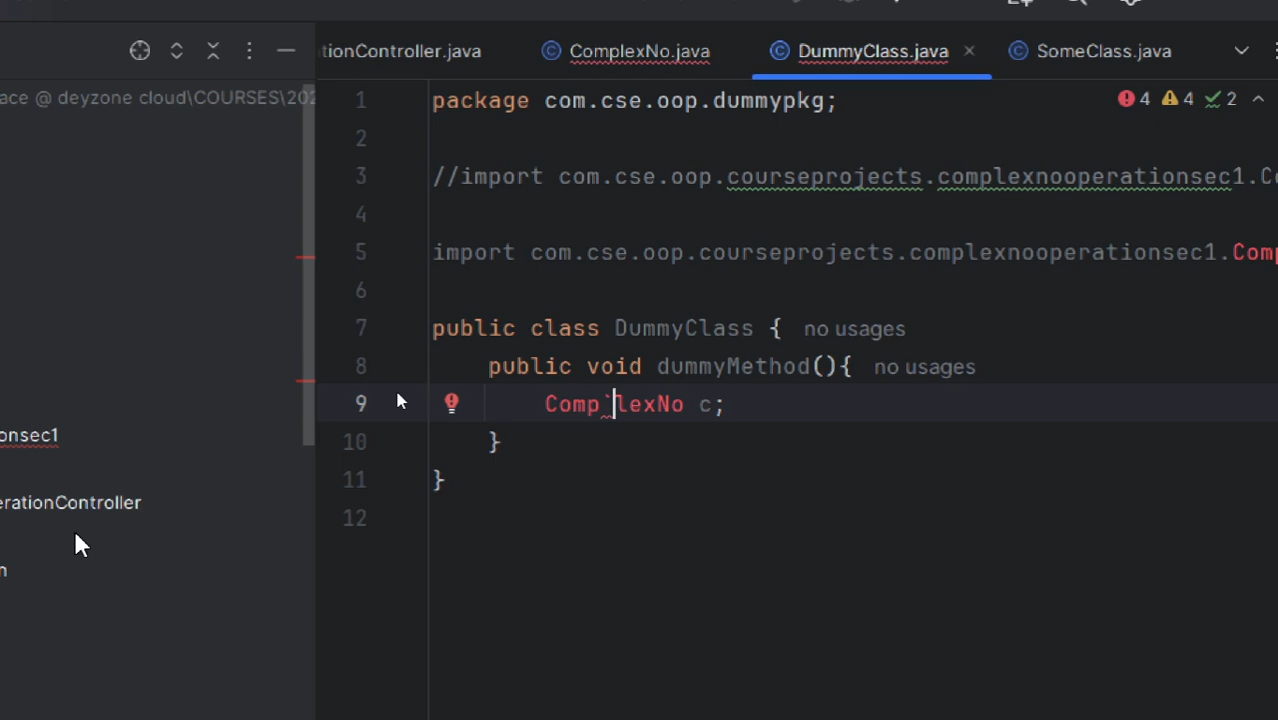 tionController.java ComplexNo.java DummyClass.java SomeClass.java
ace @ deyzone cloud\COURSES\202
1 package com.cse.oop.dummypkg; 4 4 2
2
3 //import com.cse.oop.courseprojects.complexnooperationsec1.Co
4
5 import com.cse.oop.courseprojects.complexnooperationsec1.Comp
6
7 public class DummyClass { no usages
8 public void dummyMethod(){ no usages
9 Comp`lexNo c;
10 }
11 }
12
onsec1
erationController
n